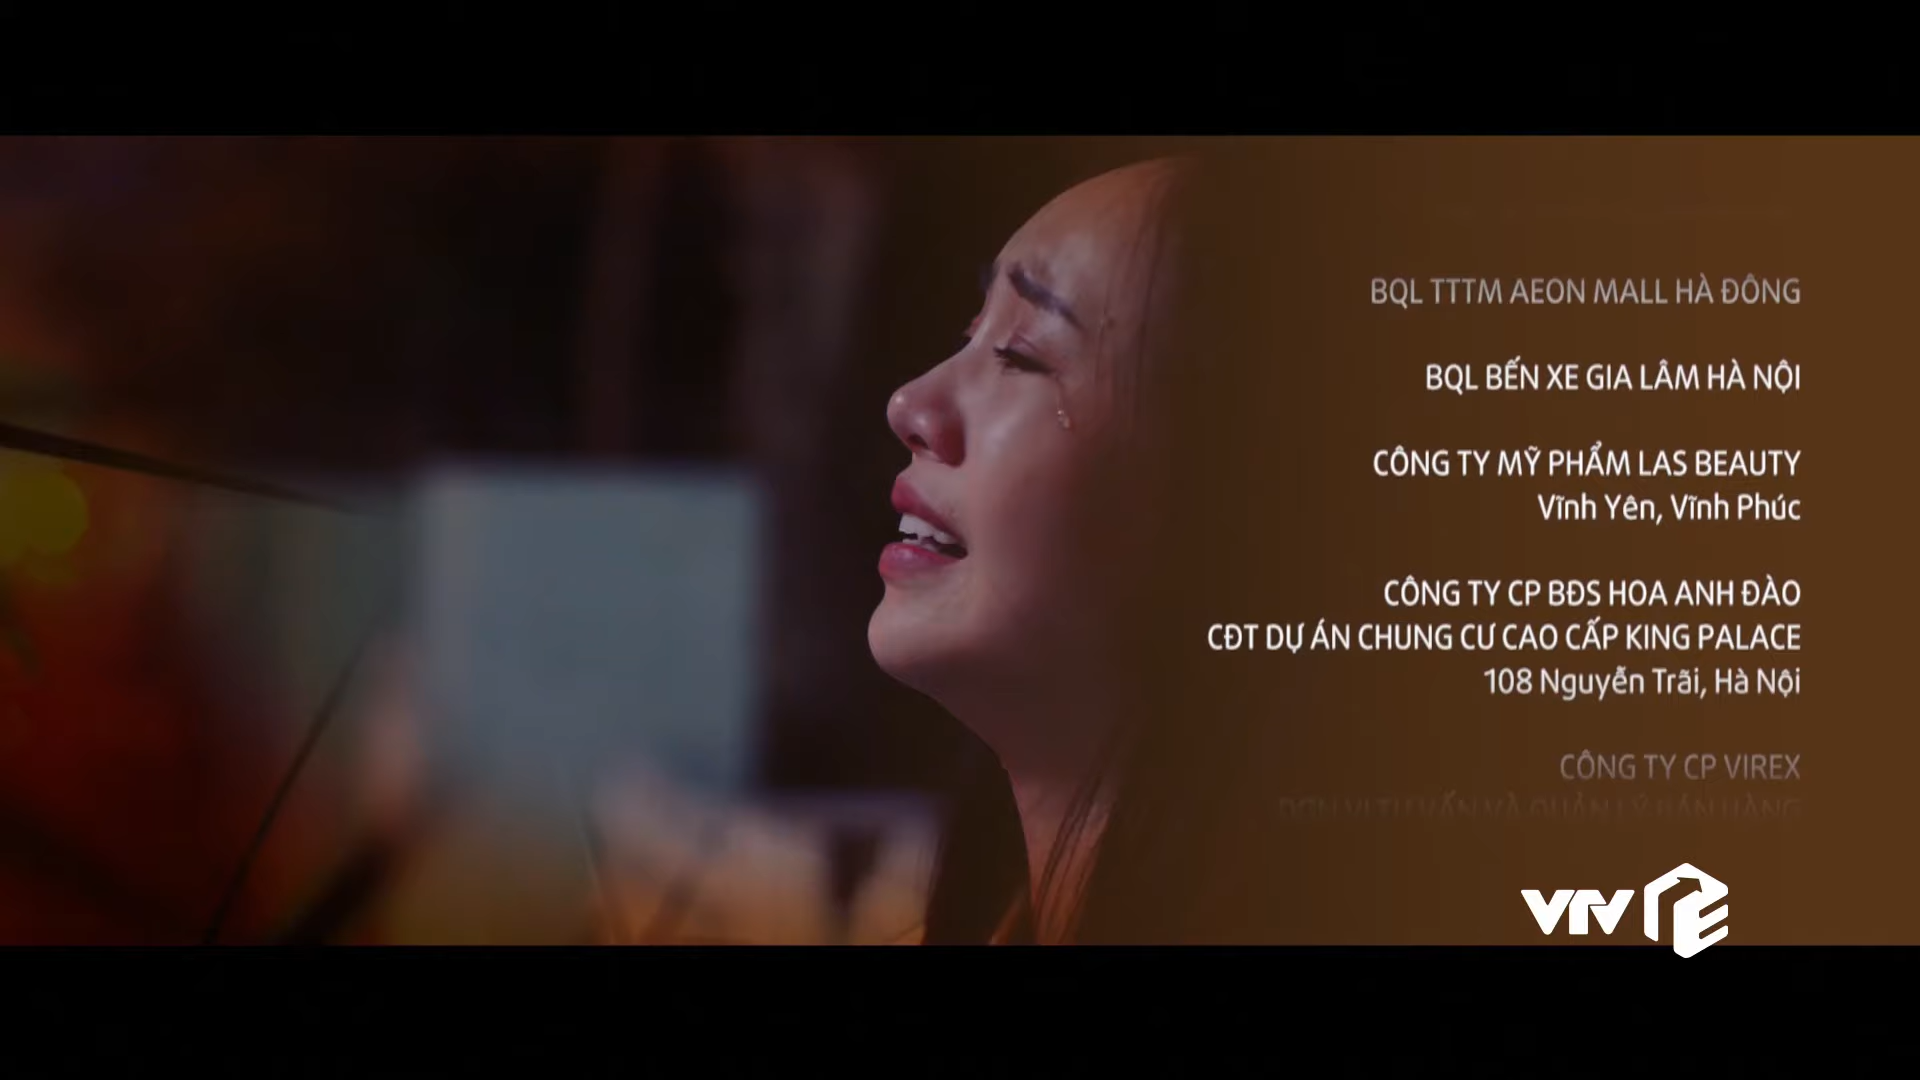 BQL TTTM AEON MALL HÀ ĐÔNG
BQL BẾN XE GIA LÂM HÀ NỘI
CÔNG TY MỸ PHẨM LAS BEAUTY
Vĩnh Yên, Vĩnh Phúc
CÔNG TY CP BĐS HOA ANH ĐÀO
CĐT DỰ ÁN CHUNG CƯ CAO CẤP KING PALACE
108 Nguyễn Trãi, Hà Nội
CÔNG TY CP VIREX
VTV